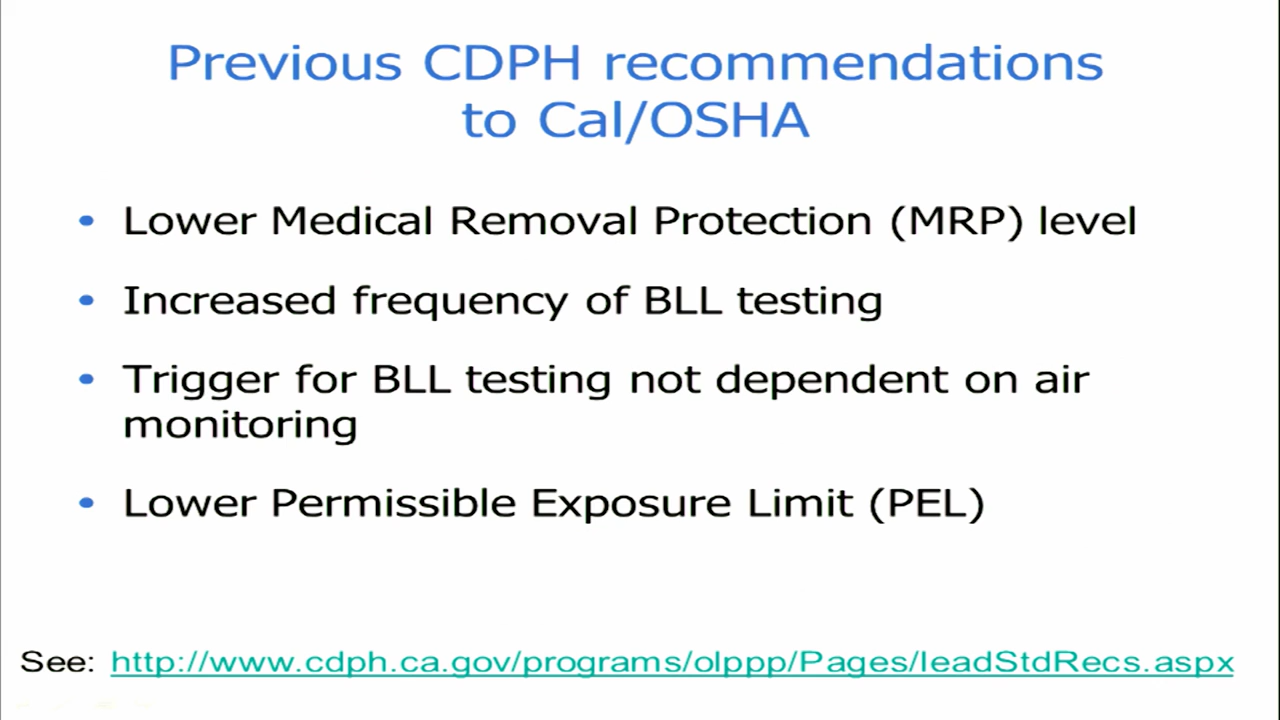 Previous CDPH recommendations
to Cal/OSHA
• Lower Medical Removal Protection (MRP) level
• Increased frequency of BLL testing
• Trigger for BLL testing not dependent on air
monitoring
• Lower Permissible Exposure Limit (PEL)
See: http://www.cdph.ca.gov/programs/olppp/Pages/leadStdRecs.aspx